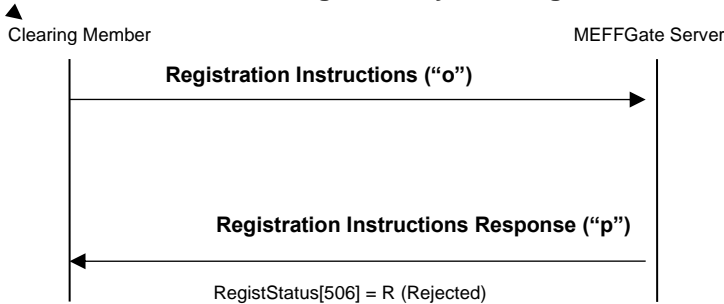 Clearing Member
MEFFGate Server
Registration Instructions (“o”)
Registration Instructions Response (“p”)
RegistStatus[506] = R (Rejected)